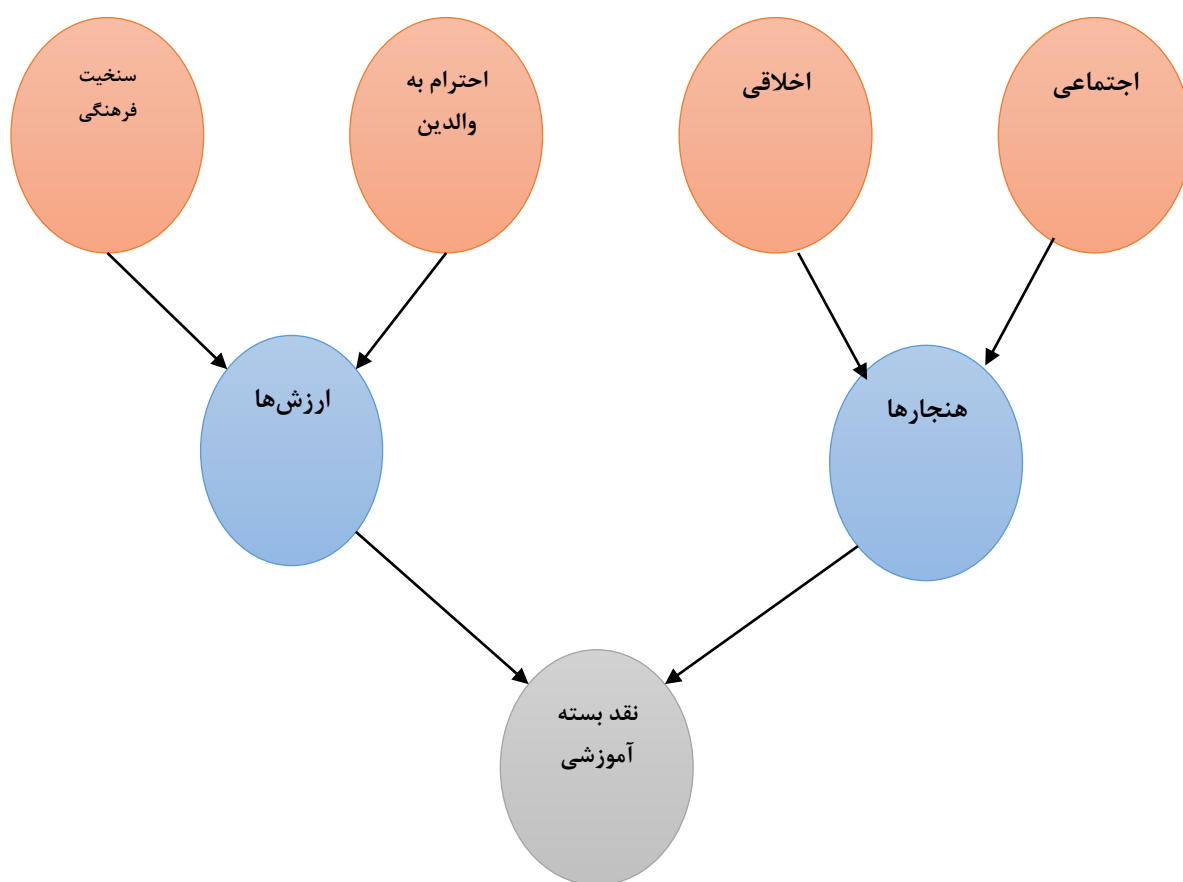 اجتماعی
اخلاقی
احترام به
والدین
سنخیت
فرهنگی
هنجارها
ارزش‌ها
نقد بسته
آموزشی